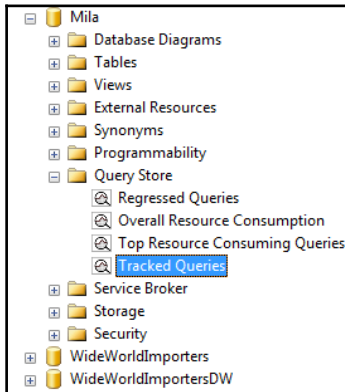 Mila
Database Diagrams
Tables
Views
External Resources
Synonyms
Programmability
Query Store
Regressed Queries
Overall Resource Consumption
Top Resource Consuming Queries
Tracked Queries
Service Broker
Storage
Security
WideWorldImporters
WideWorldImportersDW